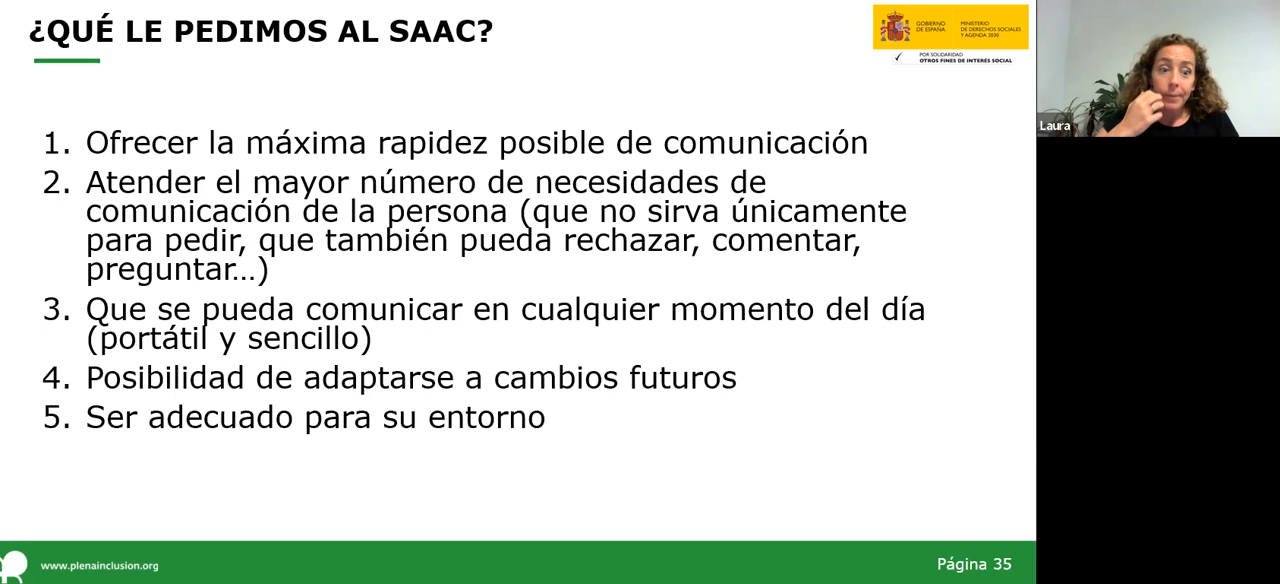 ¿QUÉ LE PEDIMOS AL SAAC?
GOBIERNO
DE ESPAÑA
MINISTERIO
DE DERECHOS SOCIALES
Y AGENDA 2030
POR SOLIDARIDAD
OTROS FINES DE INTERÉS SOCIAL
1. Ofrecer la máxima rapidez posible de comunicación
2. Atender el mayor número de necesidades de
comunicación de la persona (que no sirva únicamente
para pedir, que también pueda rechazar, comentar,
preguntar…)
3. Que se pueda comunicar en cualquier momento del día
(portátil y sencillo)
4. Posibilidad de adaptarse a cambios futuros
5. Ser adecuado para su entorno
Laura
www.plenainclusion.org
Página 35